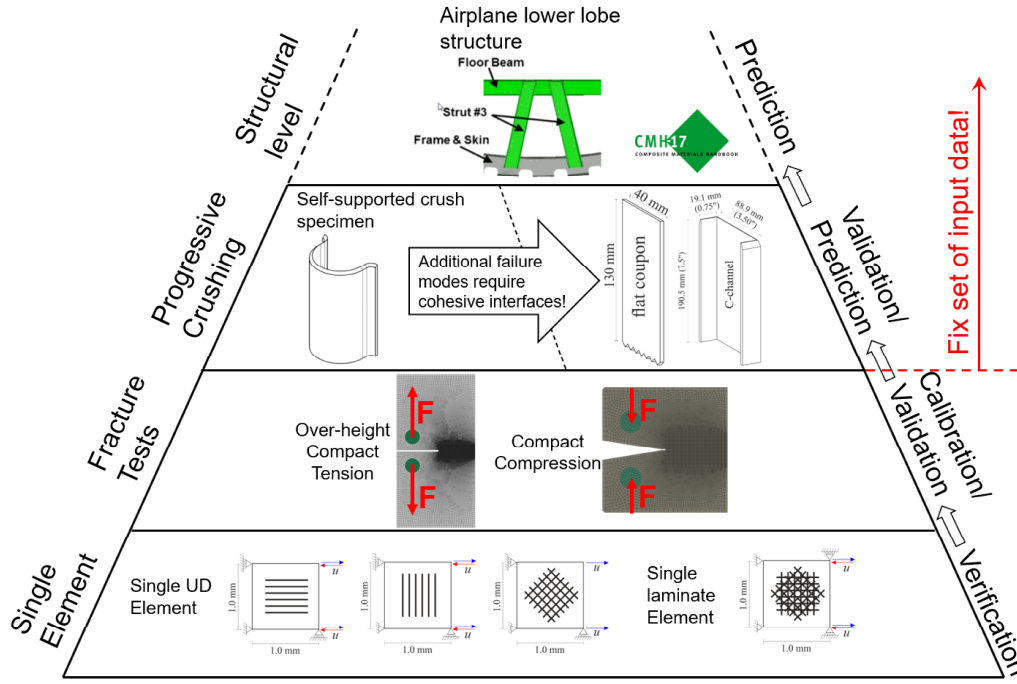 Airplane lower lobe
structure
Floor Beam
Strut #3
Frame & Skin
CMH-17
COMPOSITE MATERIALS HANDBOOK
Structural
level
Prediction
Fix set of input data!
Progressive
Crushing
Self-supported crush
specimen
Additional failure
modes require
cohesive interfaces!
40 mm
130 mm
flat coupon
19.1 mm
(0.75")
88.9 mm
(3.50")
190.5 mm (7.5")
C-channel
Validation/
Prediction
Fracture
Tests
Over-height
Compact
Tension
F
F
Compact
Compression
F
F
Calibration/
Validation
Single
Element
Single UD
Element
1.0 mm
1.0 mm
u
u
1.0 mm
1.0 mm
u
u
1.0 mm
1.0 mm
u
u
Single
laminate
Element
1.0 mm
1.0 mm
u
u
Verification